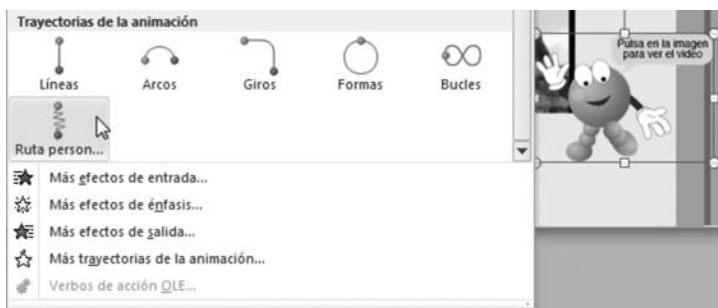 Trayectorias de la animación
Líneas
Arcos
Giros
Formas
Bucles
Ruta person...
Más efectos de entrada...
Más efectos de énfasis...
Más efectos de salida...
Más trayectorias de la animación...
Verbos de acción OLE...
Pulsa en la imagen
para ver el vídeo